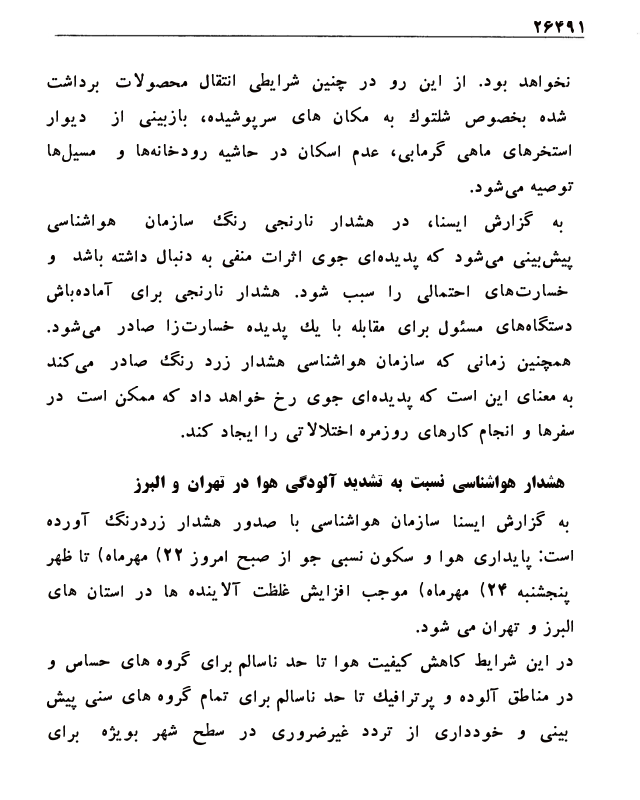 ۲۶۴۹۱
نخواهد بود. از این رو در چنین شرایطی انتقال محصولات برداشت
شده بخصوص شلتوك به مکان های سرپوشیده، بازبینی از دیوار
استخرهای ماهی گرمابی، عدم اسکان در حاشیه رودخانه‌ها و مسیل‌ها
توصیه می‌شود.
به گزارش ایسنا، در هشدار نارنجی رنگ سازمان هواشناسی
پیش‌بینی می‌شود که پدیده‌ای جوی اثرات منفی به دنبال داشته باشد و
خسارت‌های احتمالی را سبب شود. هشدار نارنجی برای آماده‌باش
دستگاه‌های مسئول برای مقابله با یك پدیده خسارت‌زا صادر می‌شود.
همچنین زمانی که سازمان هواشناسی هشدار زرد رنگ صادر می‌کند
به معنای این است که پدیده‌ای جوی رخ خواهد داد که ممکن است در
سفرها و انجام کارهای روزمره اختلالاتی را ایجاد کند.
هشدار هواشناسی نسبت به تشدید آلودگی هوا در تهران و البرز
به گزارش ایسنا سازمان هواشناسی با صدور هشدار زردرنگ آورده
است: پایداری هوا و سکون نسبی جو از صبح امروز ۲۲) مهرماه) تا ظهر
پنجشنبه ۲۴) مهرماه) موجب افزایش غلظت آلاینده ها در استان های
البرز و تهران می شود.
در این شرایط کاهش کیفیت هوا تا حد ناسالم برای گروه های حساس و
در مناطق آلوده و پرترافیك تا حد ناسالم برای تمام گروه های سنی پیش
بینی و خودداری از تردد غیرضروری در سطح شهر بویژه برای